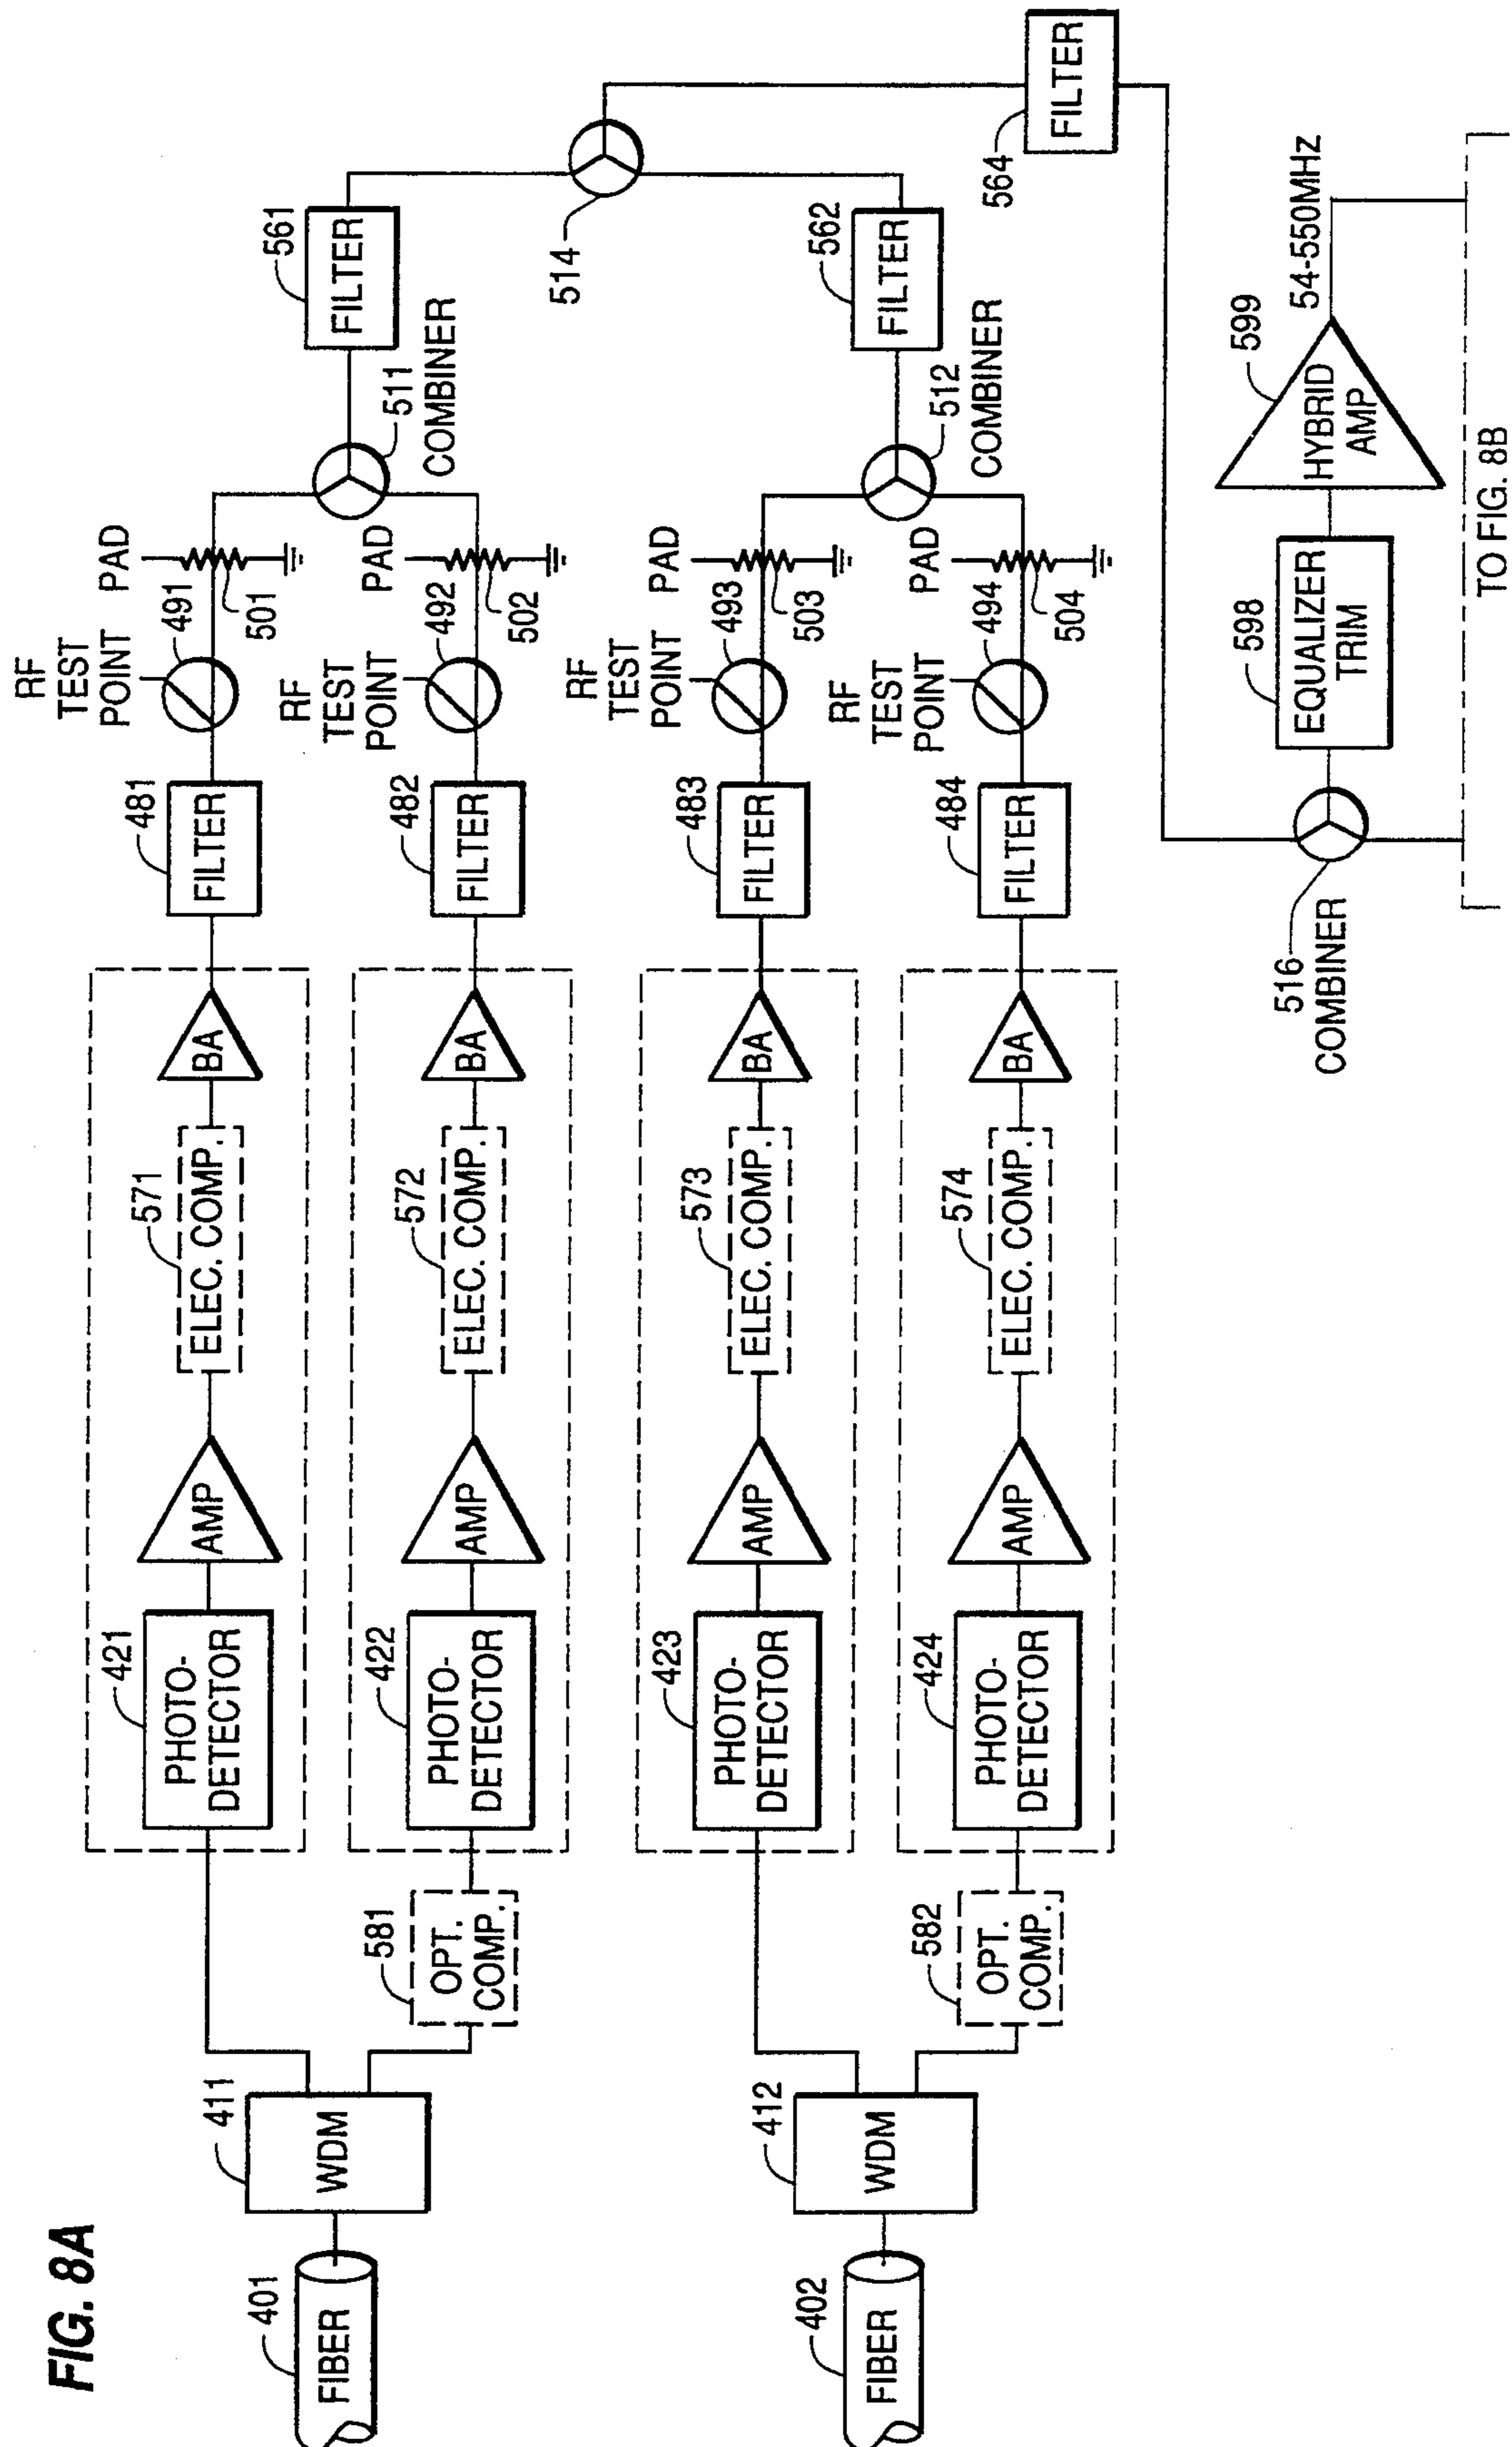 FIG. 8A
401
FIBER
411
WDM
421
PHOTO-
DETECTOR
AMP
571
ELEC. COMP.
BA
481
FILTER
RF
TEST
POINT
491
PAD
501
581
OPT.
COMP.
422
PHOTO-
DETECTOR
AMP
572
ELEC. COMP.
BA
482
FILTER
RF
TEST
POINT
492
PAD
502
511
COMBINER
561
FILTER
402
FIBER
412
WDM
423
PHOTO-
DETECTOR
AMP
573
ELEC. COMP.
BA
483
FILTER
RF
TEST
POINT
493
PAD
503
582
OPT.
COMP.
424
PHOTO-
DETECTOR
AMP
574
ELEC. COMP.
BA
484
FILTER
RF
TEST
POINT
494
PAD
504
512
COMBINER
562
FILTER
514
564
FILTER
516
COMBINER
598
EQUALIZER
TRIM
599
HYBRID
AMP
54-550MHz
TO FIG. 8B